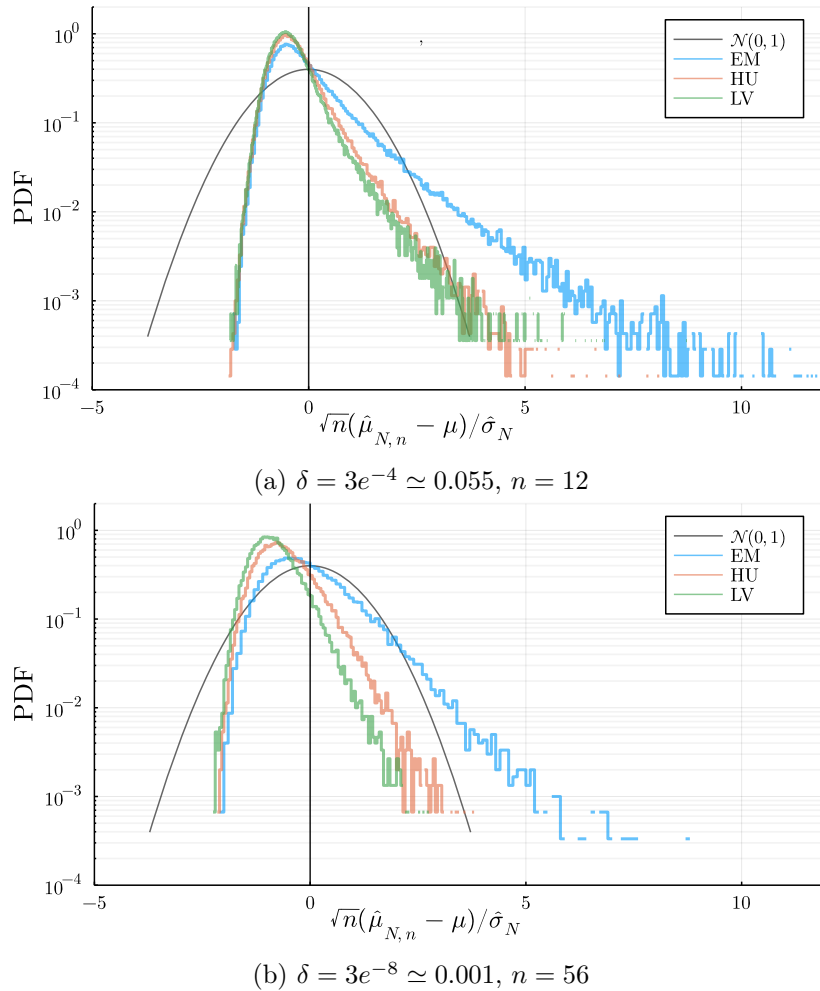 10^0
10^{-1}
10^{-2}
10^{-3}
10^{-4}
PDF
,
𝒩(0, 1)
EM
HU
LV
−5 0 5 10
√n(μ̂_{N, n} − μ)/σ̂_N
(a) δ = 3e^{−4} ≃ 0.055, n = 12
10^0
10^{-1}
10^{-2}
10^{-3}
10^{-4}
PDF
𝒩(0, 1)
EM
HU
LV
−5 0 5 10
√n(μ̂_{N, n} − μ)/σ̂_N
(b) δ = 3e^{−8} ≃ 0.001, n = 56